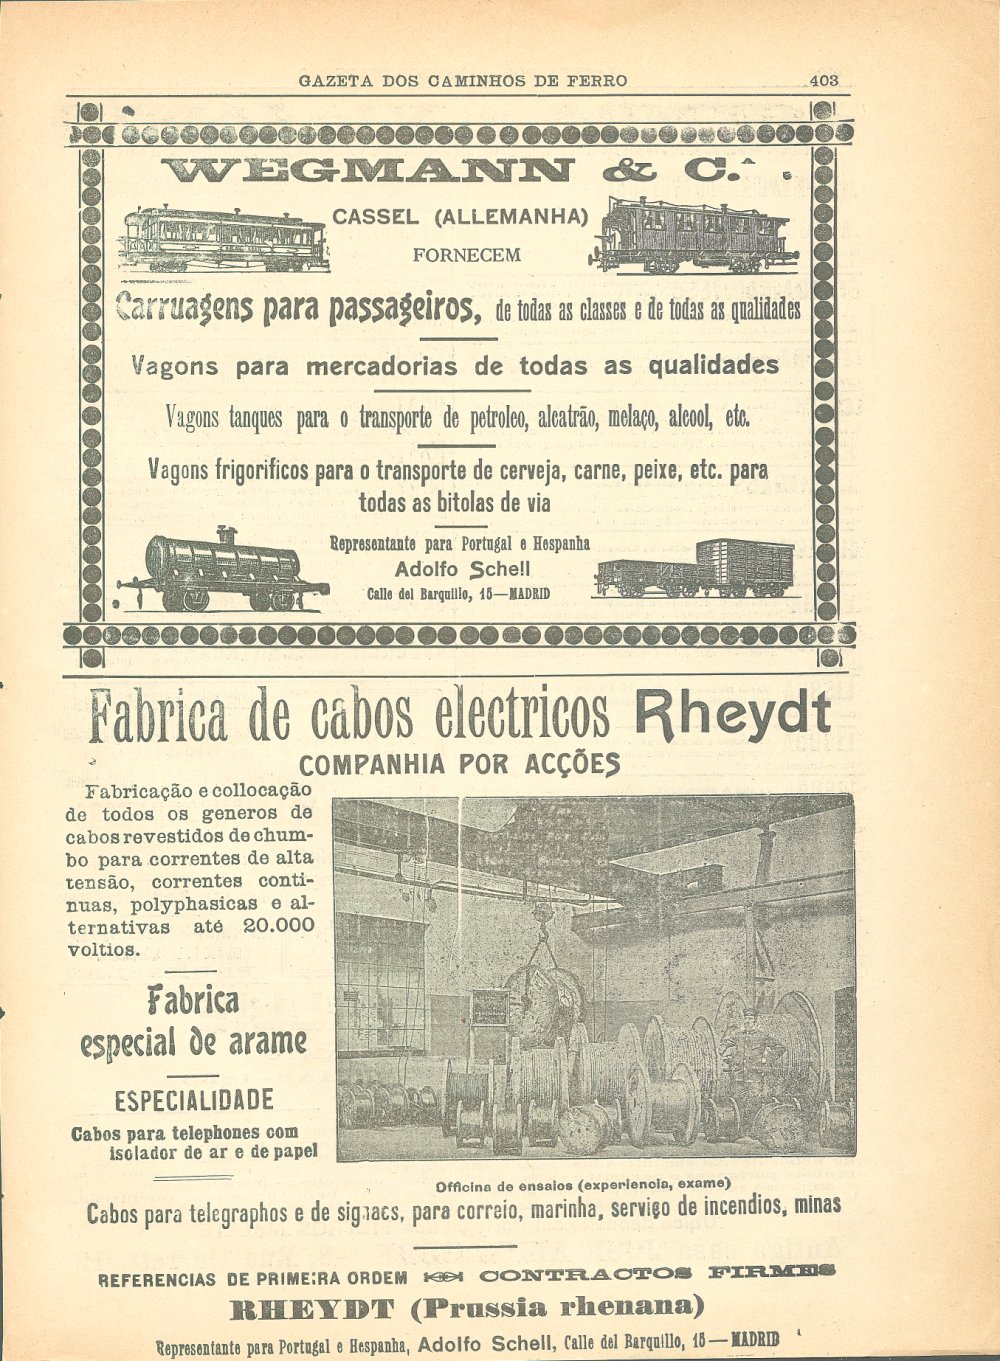 GAZETA DOS CAMINHOS DE FERRO 403
WEGMANN & C.ᴬ
CASSEL (ALLEMANHA)
FORNECEM
Carruagens para passageiros, de todas as classes e de todas as qualidades
Vagons para mercadorias de todas as qualidades
Vagons tanques para o transporte de petroleo, alcatrão, melaço, alcool, etc.
Vagons frigorificos para o transporte de cerveja, carne, peixe, etc. para
todas as bitolas de via
Representante para Portugal e Hespanha
Adolfo Schell
Calle del Barquillo, 15—MADRID
Fabrica de cabos electricos Rheydt
COMPANHIA POR ACÇÕES
Fabricação e collocação
de todos os generos de
cabos revestidos de chum-
bo para correntes de alta
tensão, correntes conti-
nuas, polyphasicas e al-
ternativas até 20.000
voltios.
Fabrica
especial de arame
ESPECIALIDADE
Cabos para telephones com
isolador de ar e de papel
Officina de ensaios (experiencia, exame)
Cabos para telegraphos e de signaes, para correio, marinha, serviço de incendios, minas
REFERENCIAS DE PRIMEIRA ORDEM CONTRACTOS FIRMES
RHEYDT (Prussia rhenana)
Representante para Portugal e Hespanha, Adolfo Schell, Calle del Barquillo, 15—MADRID